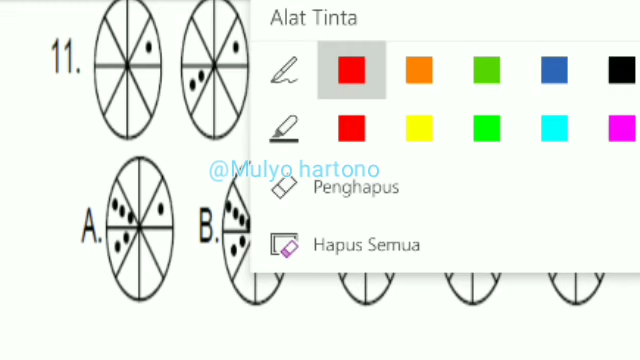 Alat Tinta
11.
@Mulyo hartono
Penghapus
A.
B.
Hapus Semua